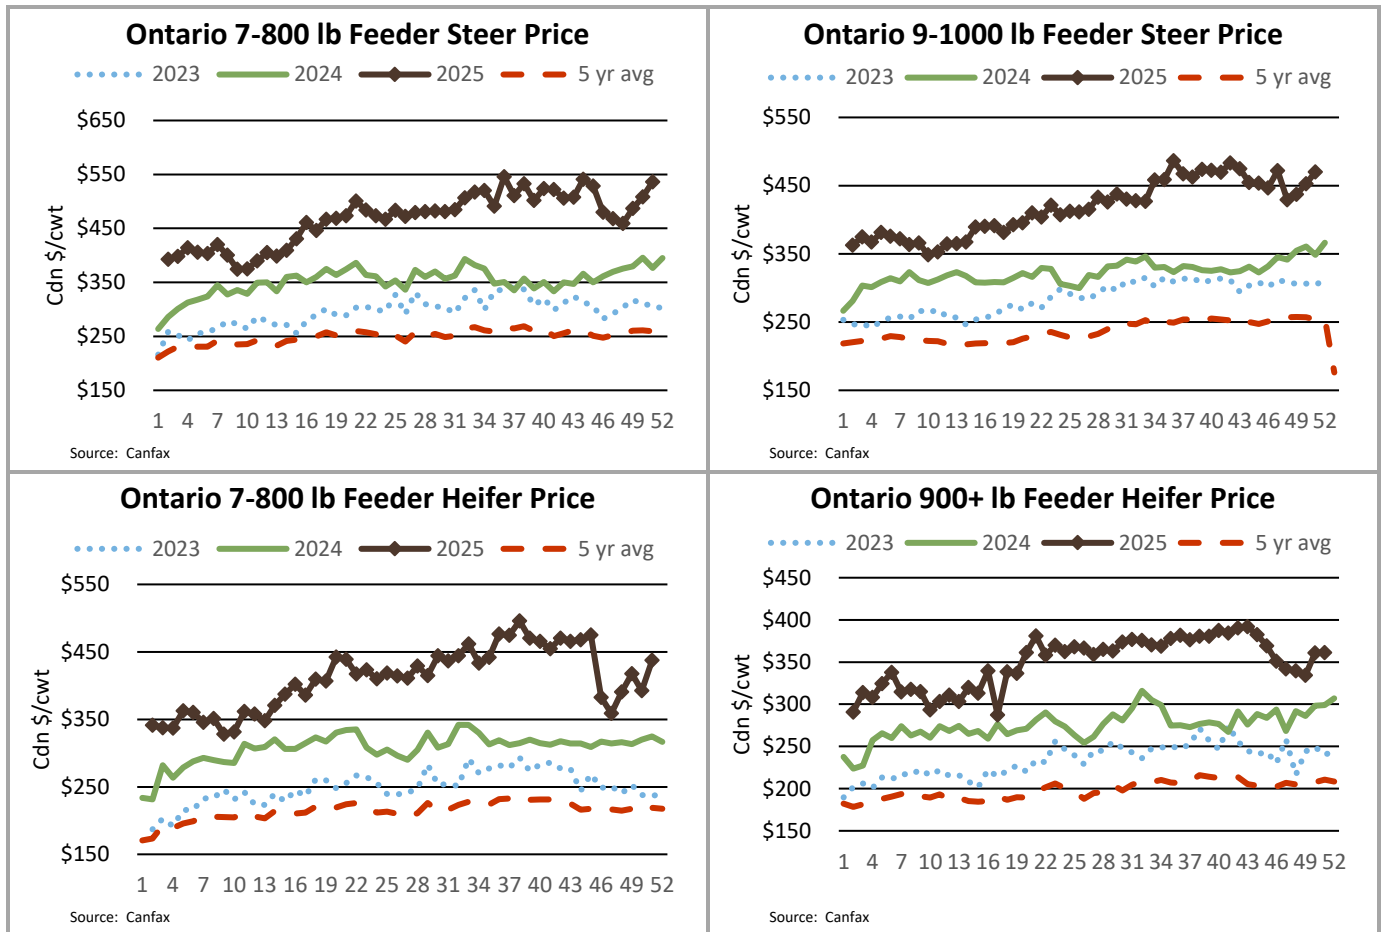 Ontario 7-800 lb Feeder Steer Price
2023 2024 2025 5 yr avg
Cdn $/cwt
$650
$550
$450
$350
$250
$150
1 4 7 10 13 16 19 22 25 28 31 34 37 40 43 46 49 52
Source: Canfax
Ontario 9-1000 lb Feeder Steer Price
2023 2024 2025 5 yr avg
Cdn $/cwt
$550
$450
$350
$250
$150
1 4 7 10 13 16 19 22 25 28 31 34 37 40 43 46 49 52
Source: Canfax
Ontario 7-800 lb Feeder Heifer Price
2023 2024 2025 5 yr avg
Cdn $/cwt
$550
$450
$350
$250
$150
1 4 7 10 13 16 19 22 25 28 31 34 37 40 43 46 49 52
Source: Canfax
Ontario 900+ lb Feeder Heifer Price
2023 2024 2025 5 yr avg
Cdn $/cwt
$450
$400
$350
$300
$250
$200
$150
1 4 7 10 13 16 19 22 25 28 31 34 37 40 43 46 49 52
Source: Canfax